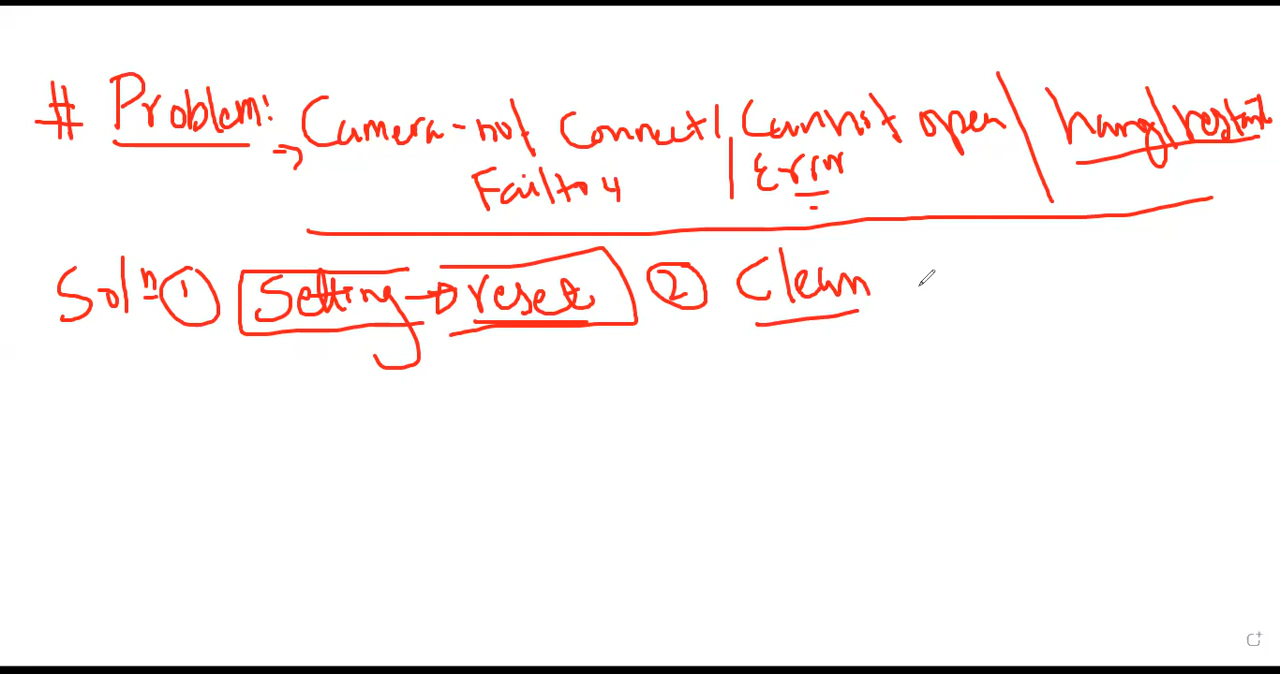 # Problem:
⇒ Camera-not Connect / Cannot open / hang/restart
Fail to 4 | Error
Solⁿ ① Setting → reset ② Clean